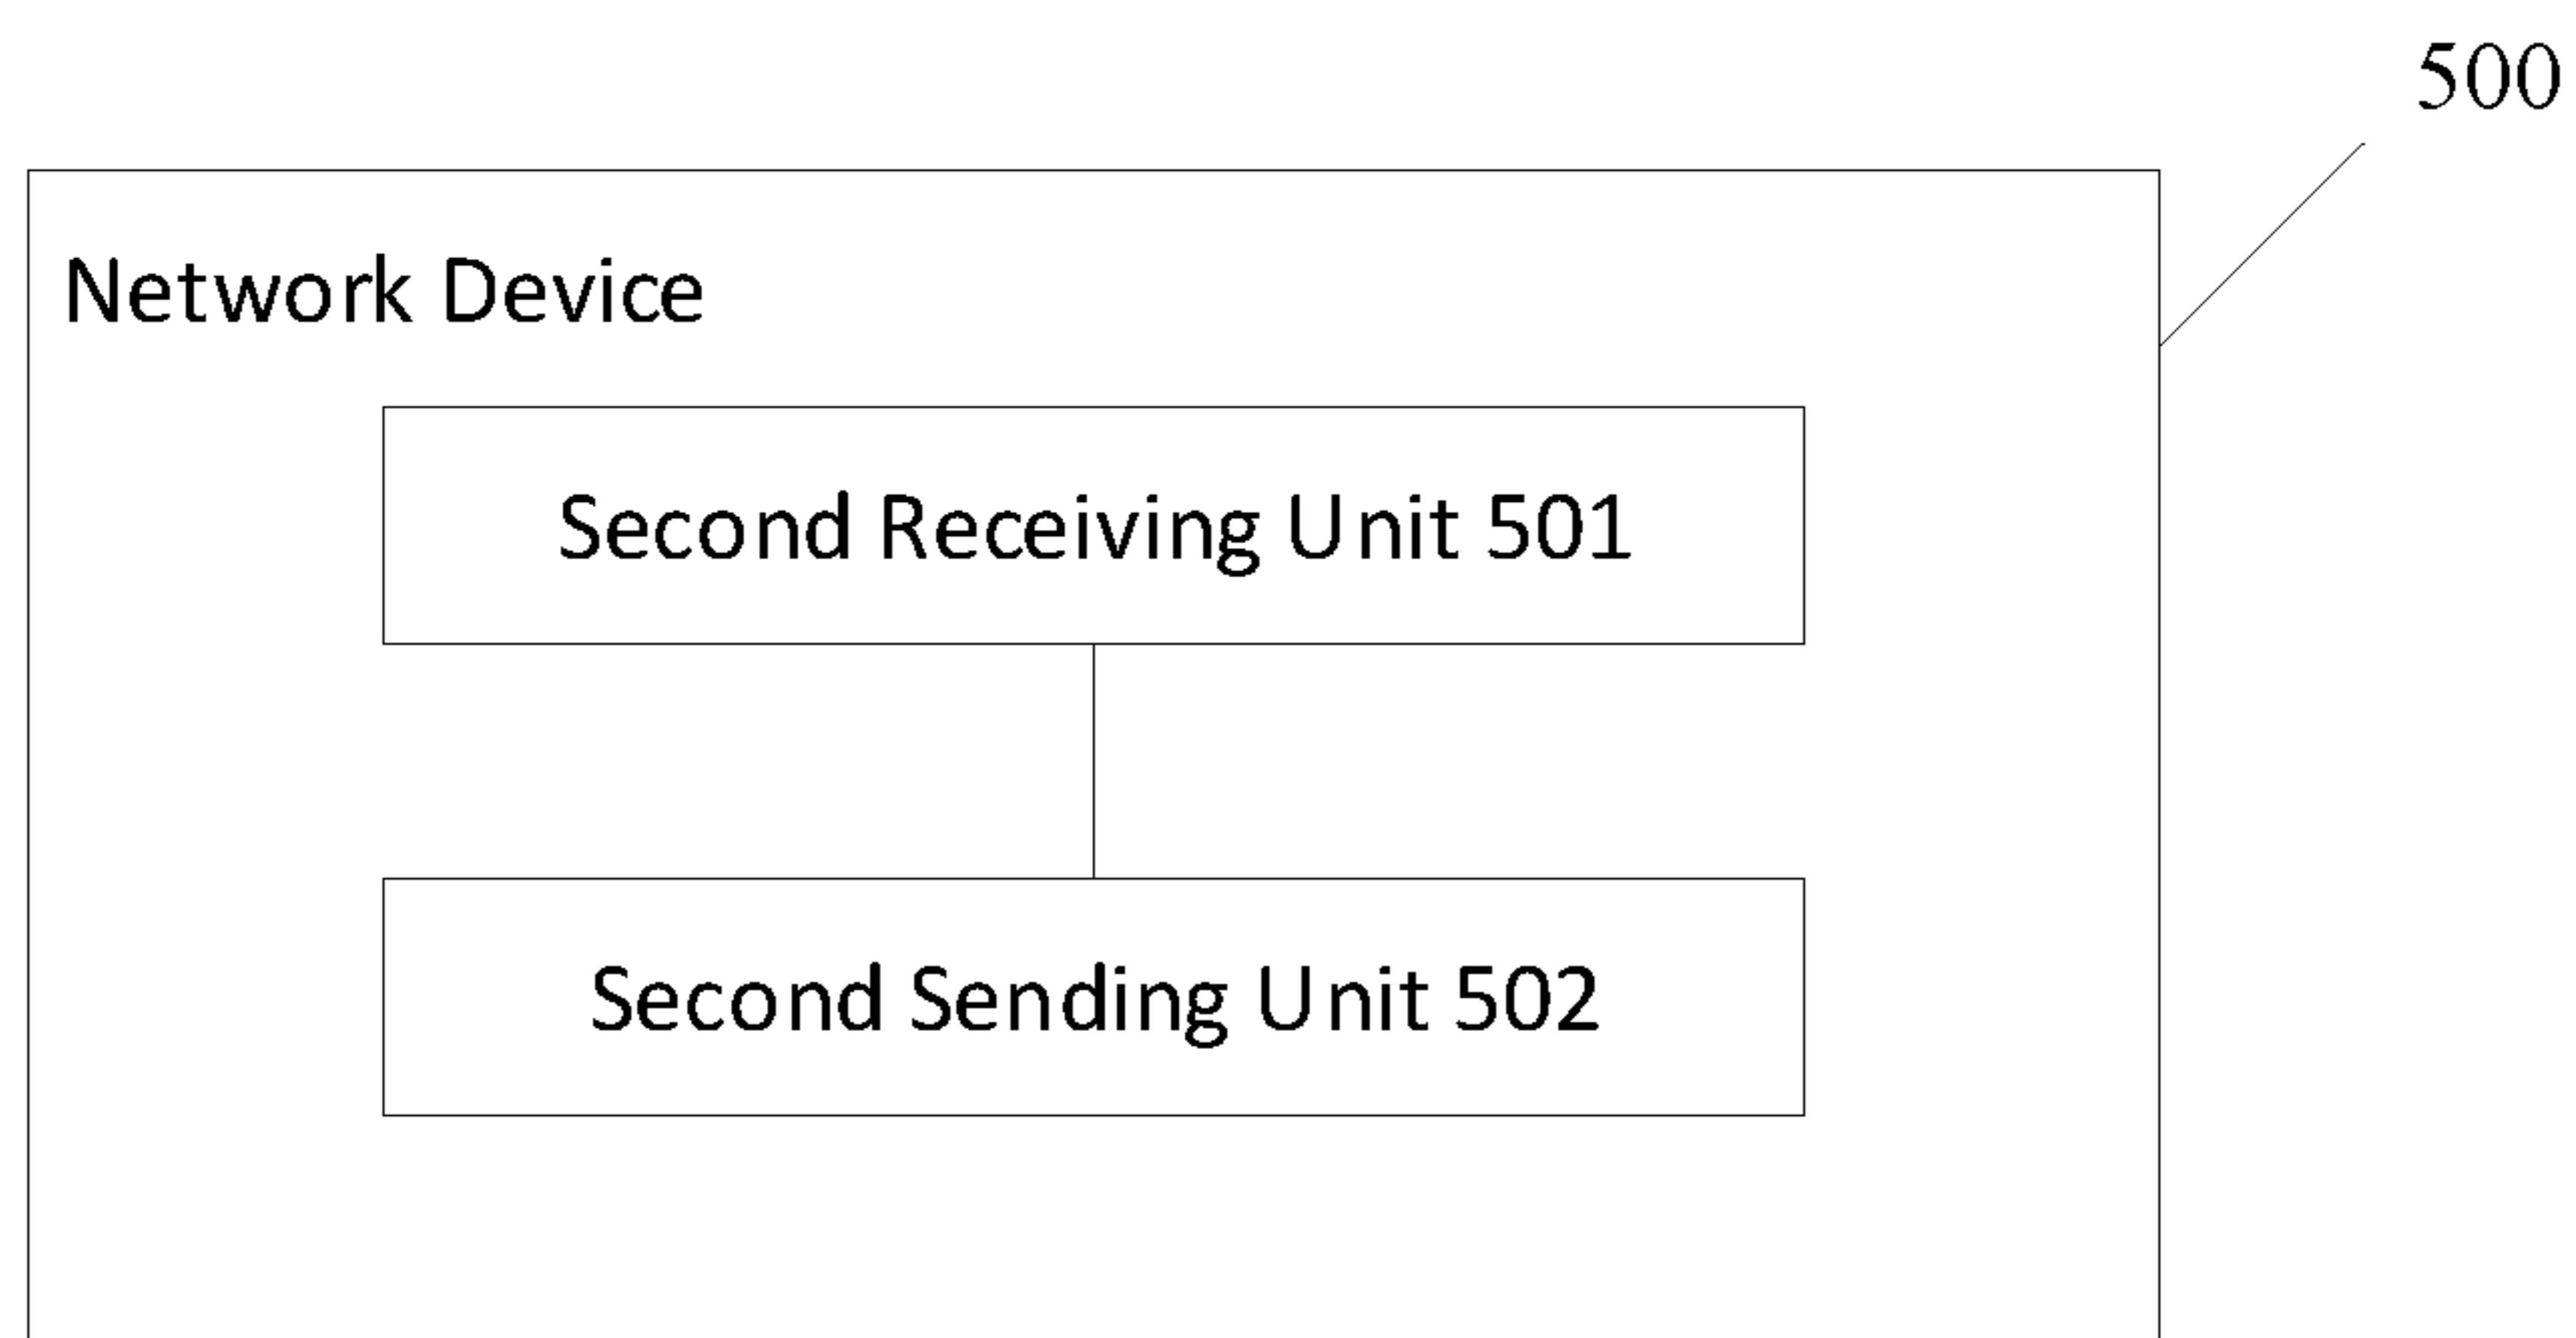 500
Network Device
Second Receiving Unit 501
Second Sending Unit 502